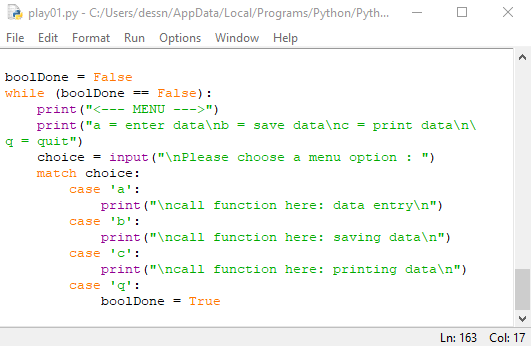 play01.py - C:/Users/dessn/AppData/Local/Programs/Python/Pyth...
File Edit Format Run Options Window Help
boolDone = False
while (boolDone == False):
    print("<--- MENU --->")
    print("a = enter data\nb = save data\nc = print data\n\
q = quit")
    choice = input("\nPlease choose a menu option : ")
    match choice:
        case 'a':
            print("\ncall function here: data entry\n")
        case 'b':
            print("\ncall function here: saving data\n")
        case 'c':
            print("\ncall function here: printing data\n")
        case 'q':
            boolDone = True
Ln: 163 Col: 17